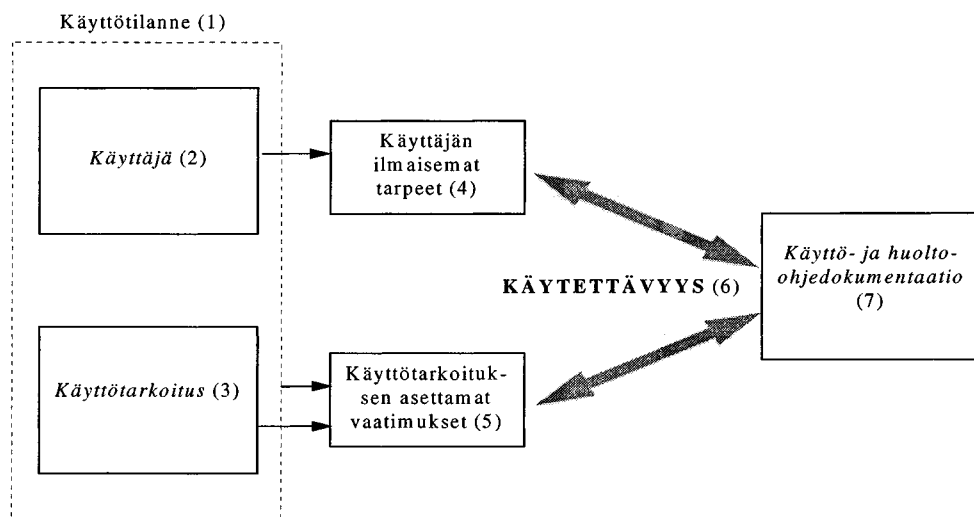 Käyttötilanne (1)
Käyttäjä (2)
Käyttäjän
ilmaisemat
tarpeet (4)
Käyttö- ja huolto-
ohjedokumentaatio
(7)
KÄYTETTÄVYYS (6)
Käyttötarkoitus (3)
Käyttötarkoituk-
sen asettamat
vaatimukset (5)